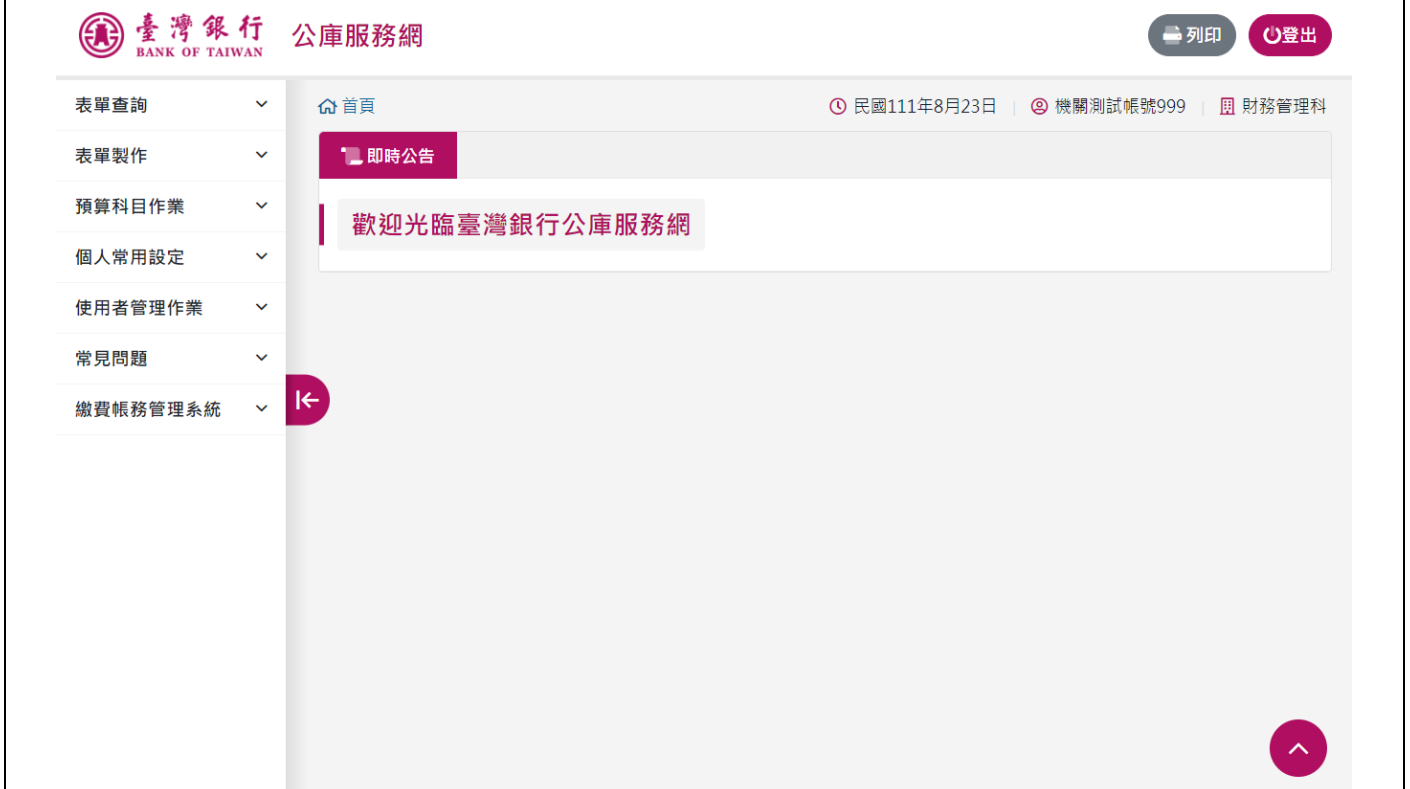 臺灣銀行
BANK OF TAIWAN
公庫服務網
列印
登出
表單查詢
表單製作
預算科目作業
個人常用設定
使用者管理作業
常見問題
繳費帳務管理系統
首頁
民國111年8月23日
機關測試帳號999
財務管理科
即時公告
歡迎光臨臺灣銀行公庫服務網